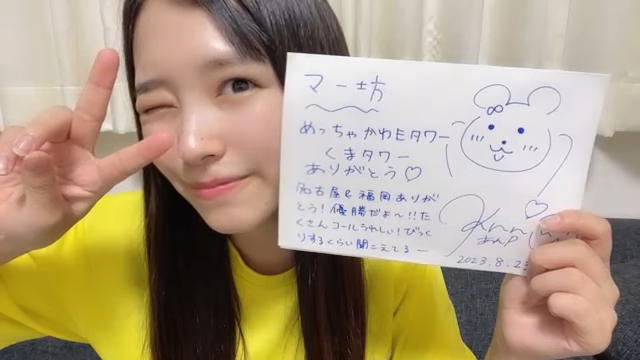 マー坊
めっちゃかわEタワー
くまタワー
ありがとう♡
名古屋&福岡ありが
とう!優勝だよ〜!!た
くさんコールうれしい!びっく
りするくらい聞こえてる ー
2023.8.23